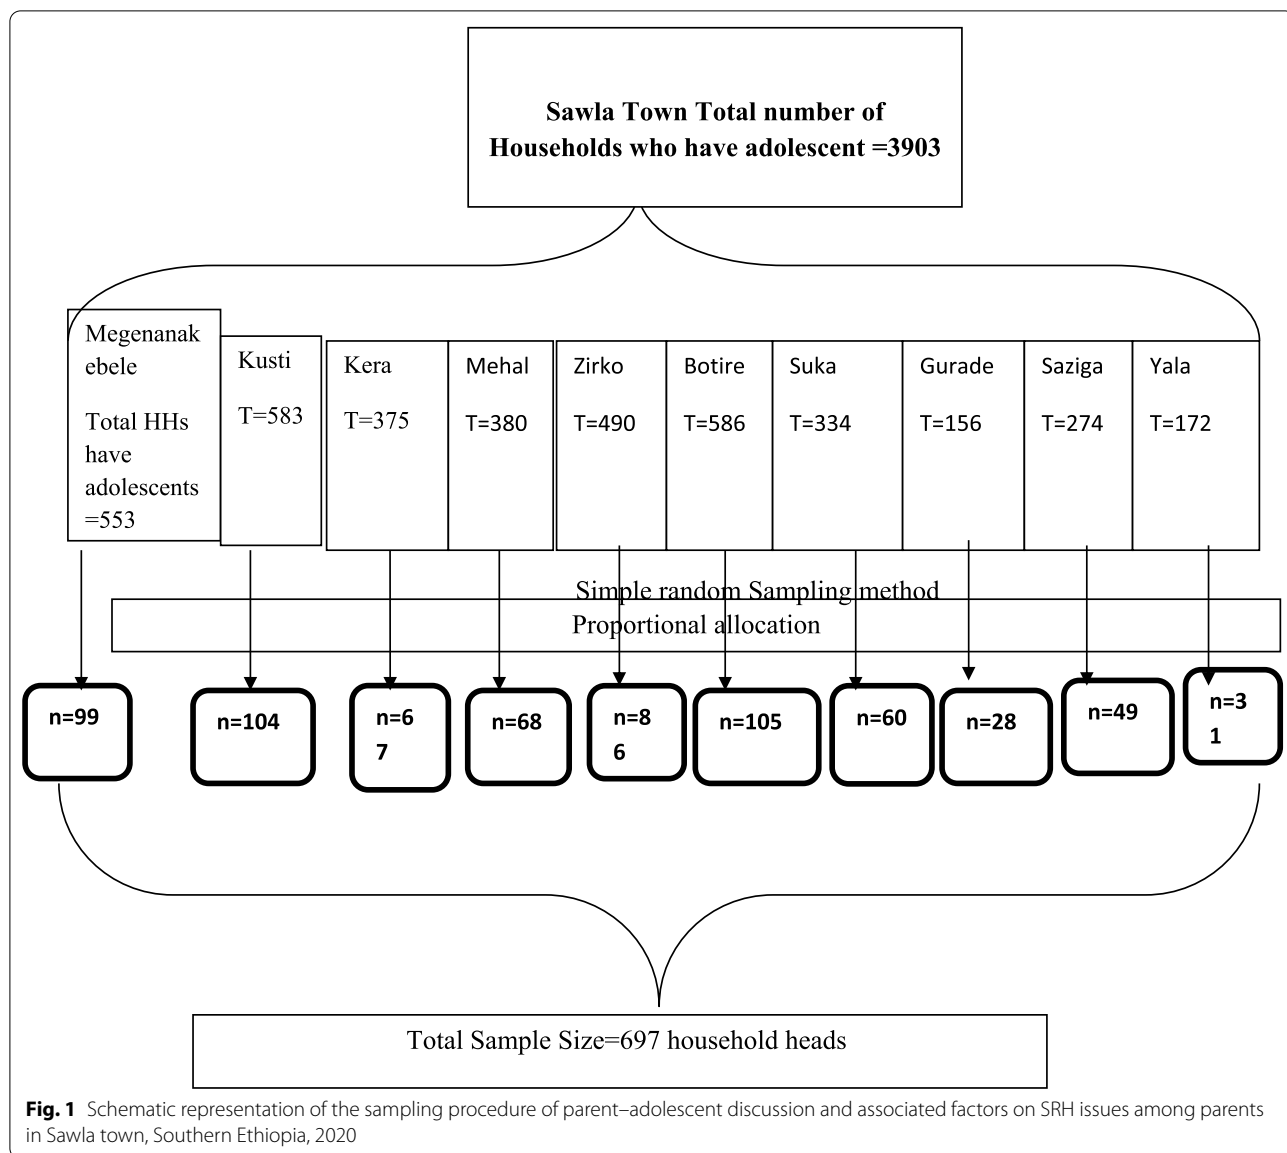 Sawla Town Total number of
Households who have adolescent =3903
Megenanak
ebele
Total HHs
have
adolescents
=553
Kusti
T=583
Kera
T=375
Mehal
T=380
Zirko
T=490
Botire
T=586
Suka
T=334
Gurade
T=156
Saziga
T=274
Yala
T=172
Simple random Sampling method
Proportional allocation
n=99
n=104
n=6
7
n=68
n=8
6
n=105
n=60
n=28
n=49
n=3
1
Total Sample Size=697 household heads
Fig. 1 Schematic representation of the sampling procedure of parent–adolescent discussion and associated factors on SRH issues among parents
in Sawla town, Southern Ethiopia, 2020